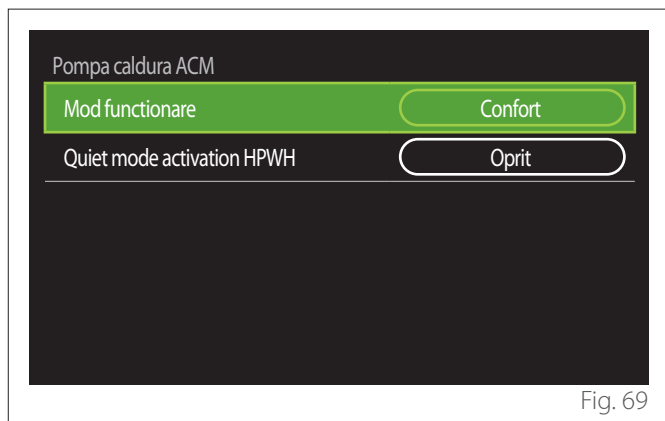 Pompa caldura ACM
Mod functionare Confort
Quiet mode activation HPWH Oprit
Fig. 69